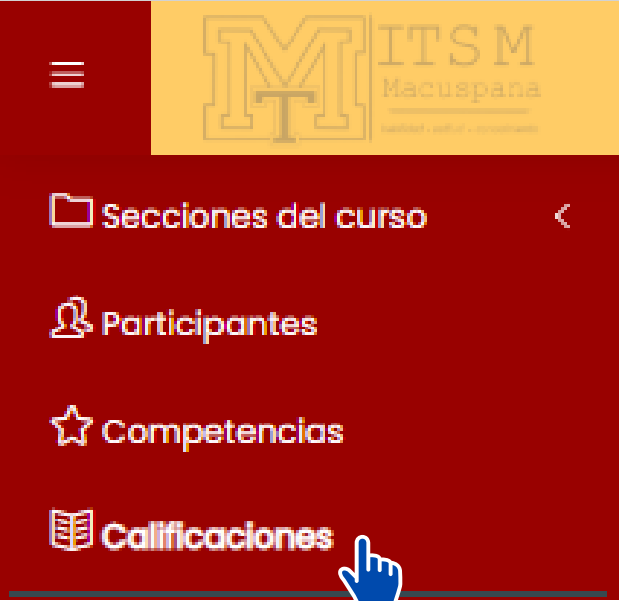 MT ITSM
Macuspana
Secciones del curso
Participantes
Competencias
Calificaciones